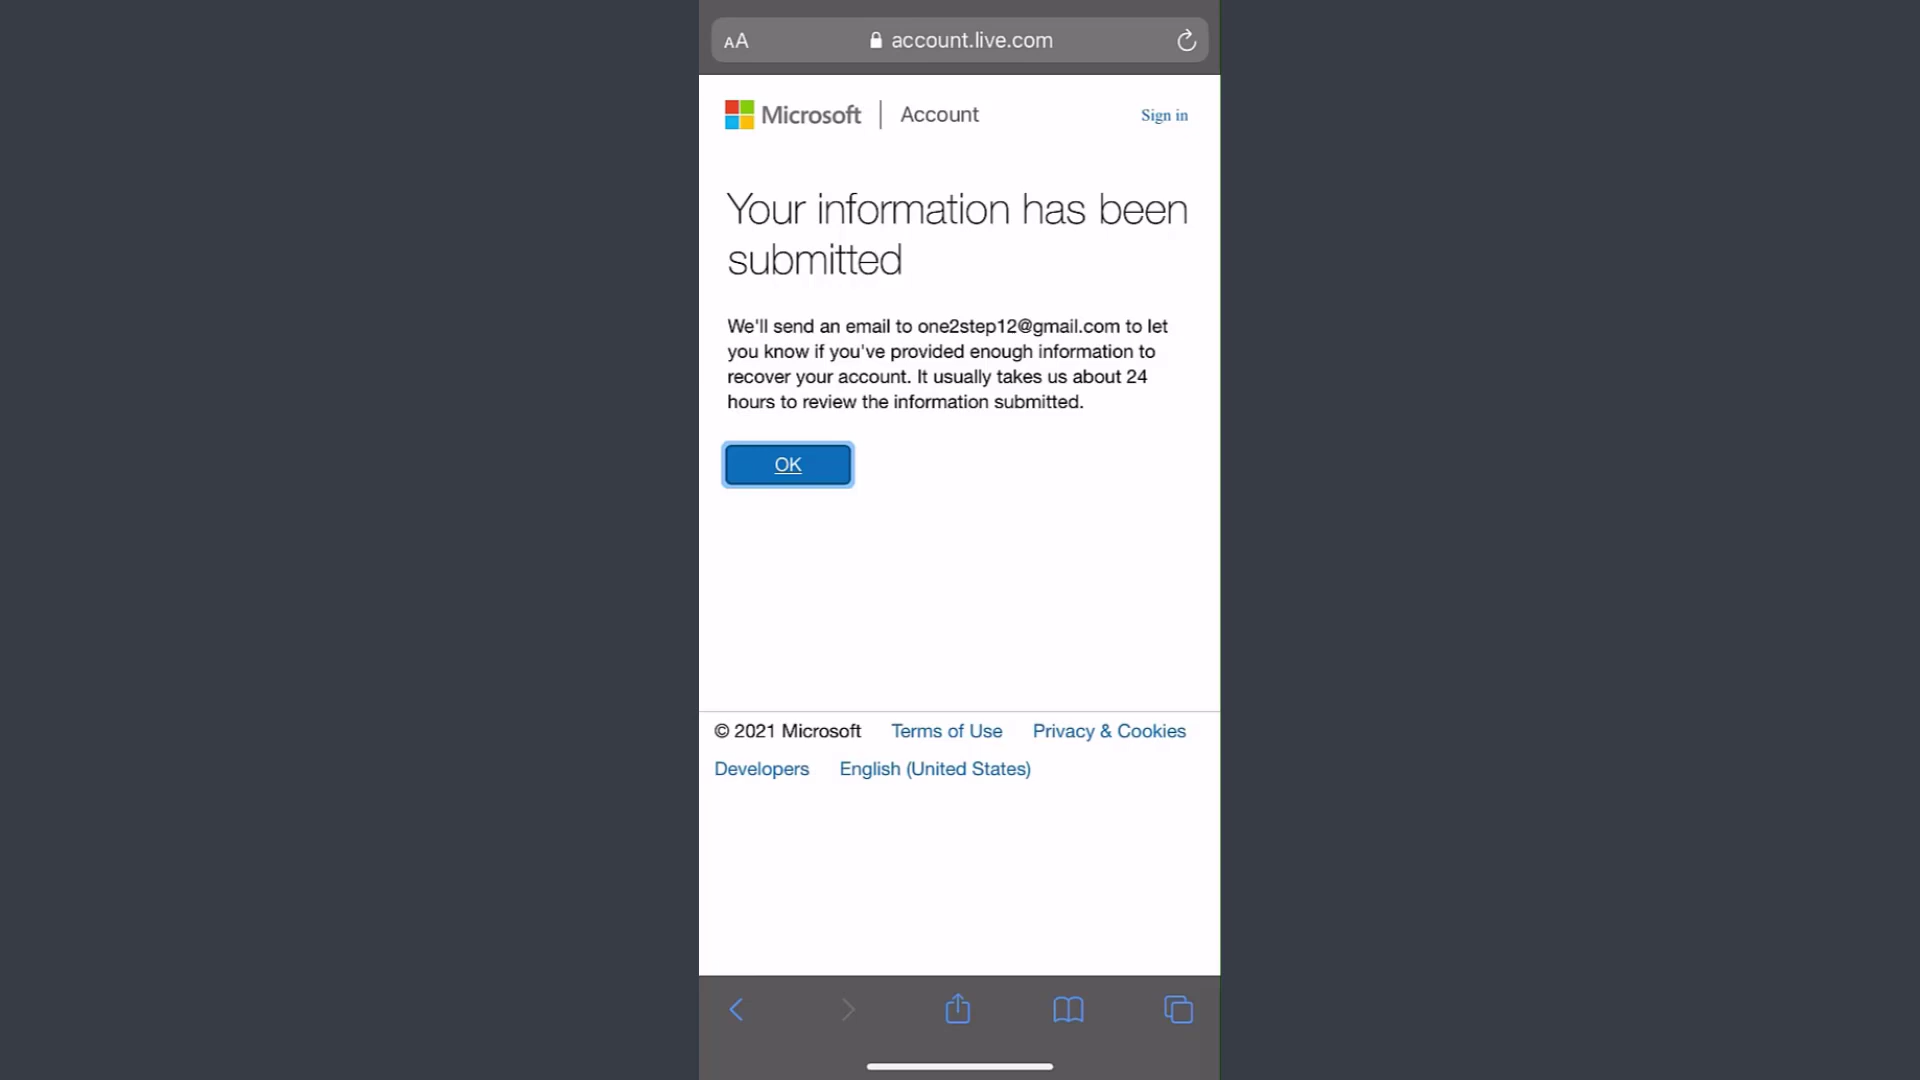 AA account.live.com
Microsoft | Account Sign in
Your information has been
submitted
We'll send an email to one2step12@gmail.com to let
you know if you've provided enough information to
recover your account. It usually takes us about 24
hours to review the information submitted.
OK
© 2021 Microsoft Terms of Use Privacy & Cookies
Developers English (United States)